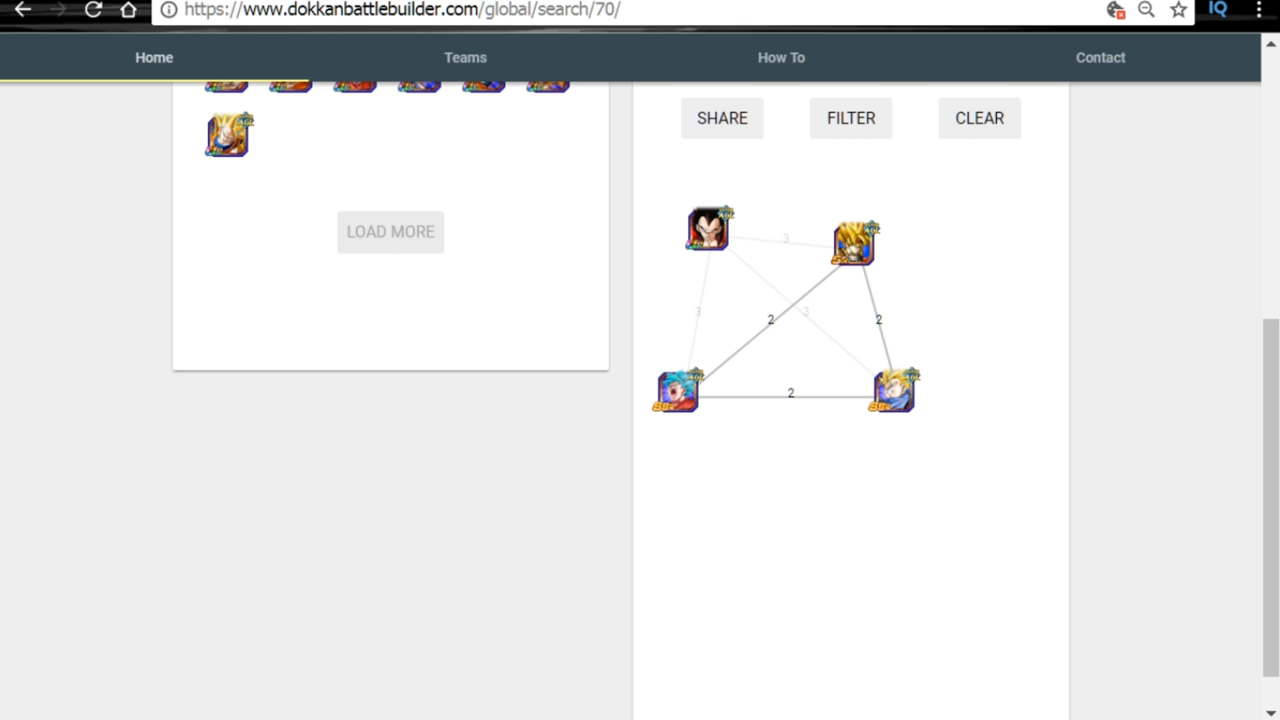 https://www.dokkanbattlebuilder.com/global/search/70/
IQ
Home
Teams
How To
Contact
SHARE
FILTER
CLEAR
LOAD MORE
3
3
2
3
2
2